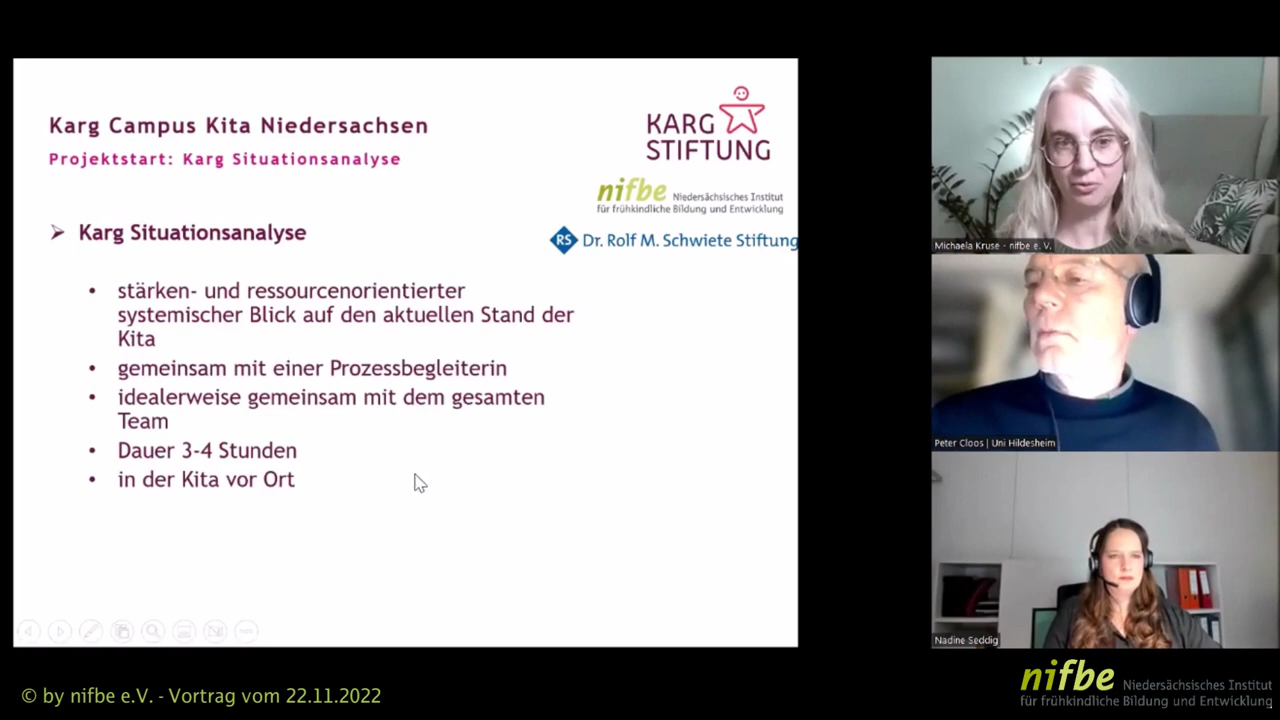 Karg Campus Kita Niedersachsen
Projektstart: Karg Situationsanalyse
KARG
STIFTUNG
nifbe Niedersächsisches Institut
für frühkindliche Bildung und Entwicklung
RS Dr. Rolf M. Schwiete Stiftung
➢ Karg Situationsanalyse
• stärken- und ressourcenorientierter
systemischer Blick auf den aktuellen Stand der
Kita
• gemeinsam mit einer Prozessbegleiterin
• idealerweise gemeinsam mit dem gesamten
Team
• Dauer 3-4 Stunden
• in der Kita vor Ort
Michaela Kruse - nifbe e. V.
Peter Cloos | Uni Hildesheim
Nadine Seddig
© by nifbe e.V. - Vortrag vom 22.11.2022
nifbe Niedersächsisches Institut
für frühkindliche Bildung und Entwicklung